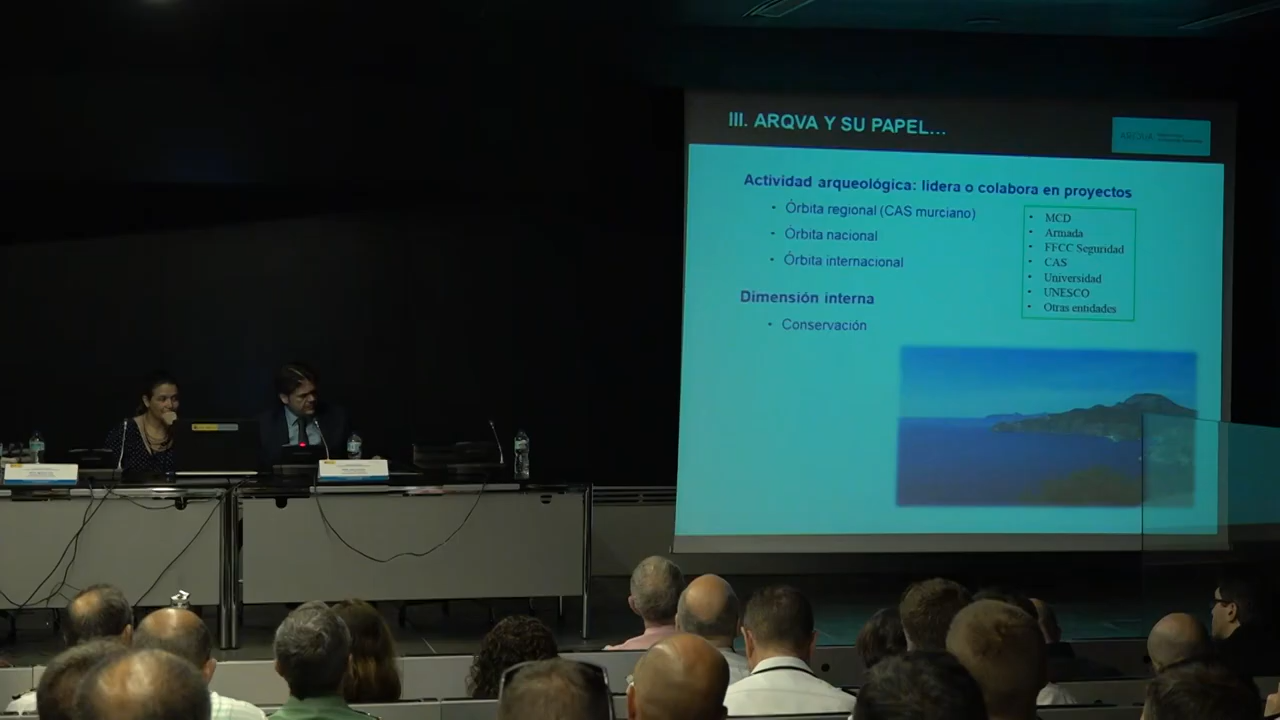 III. ARQVA Y SU PAPEL...
ARQVA
Actividad arqueológica: lidera o colabora en proyectos
• Órbita regional (CAS murciano)
• Órbita nacional
• Órbita internacional
• MCD
• Armada
• FFCC Seguridad
• CAS
• Universidad
• UNESCO
• Otras entidades
Dimensión interna
• Conservación